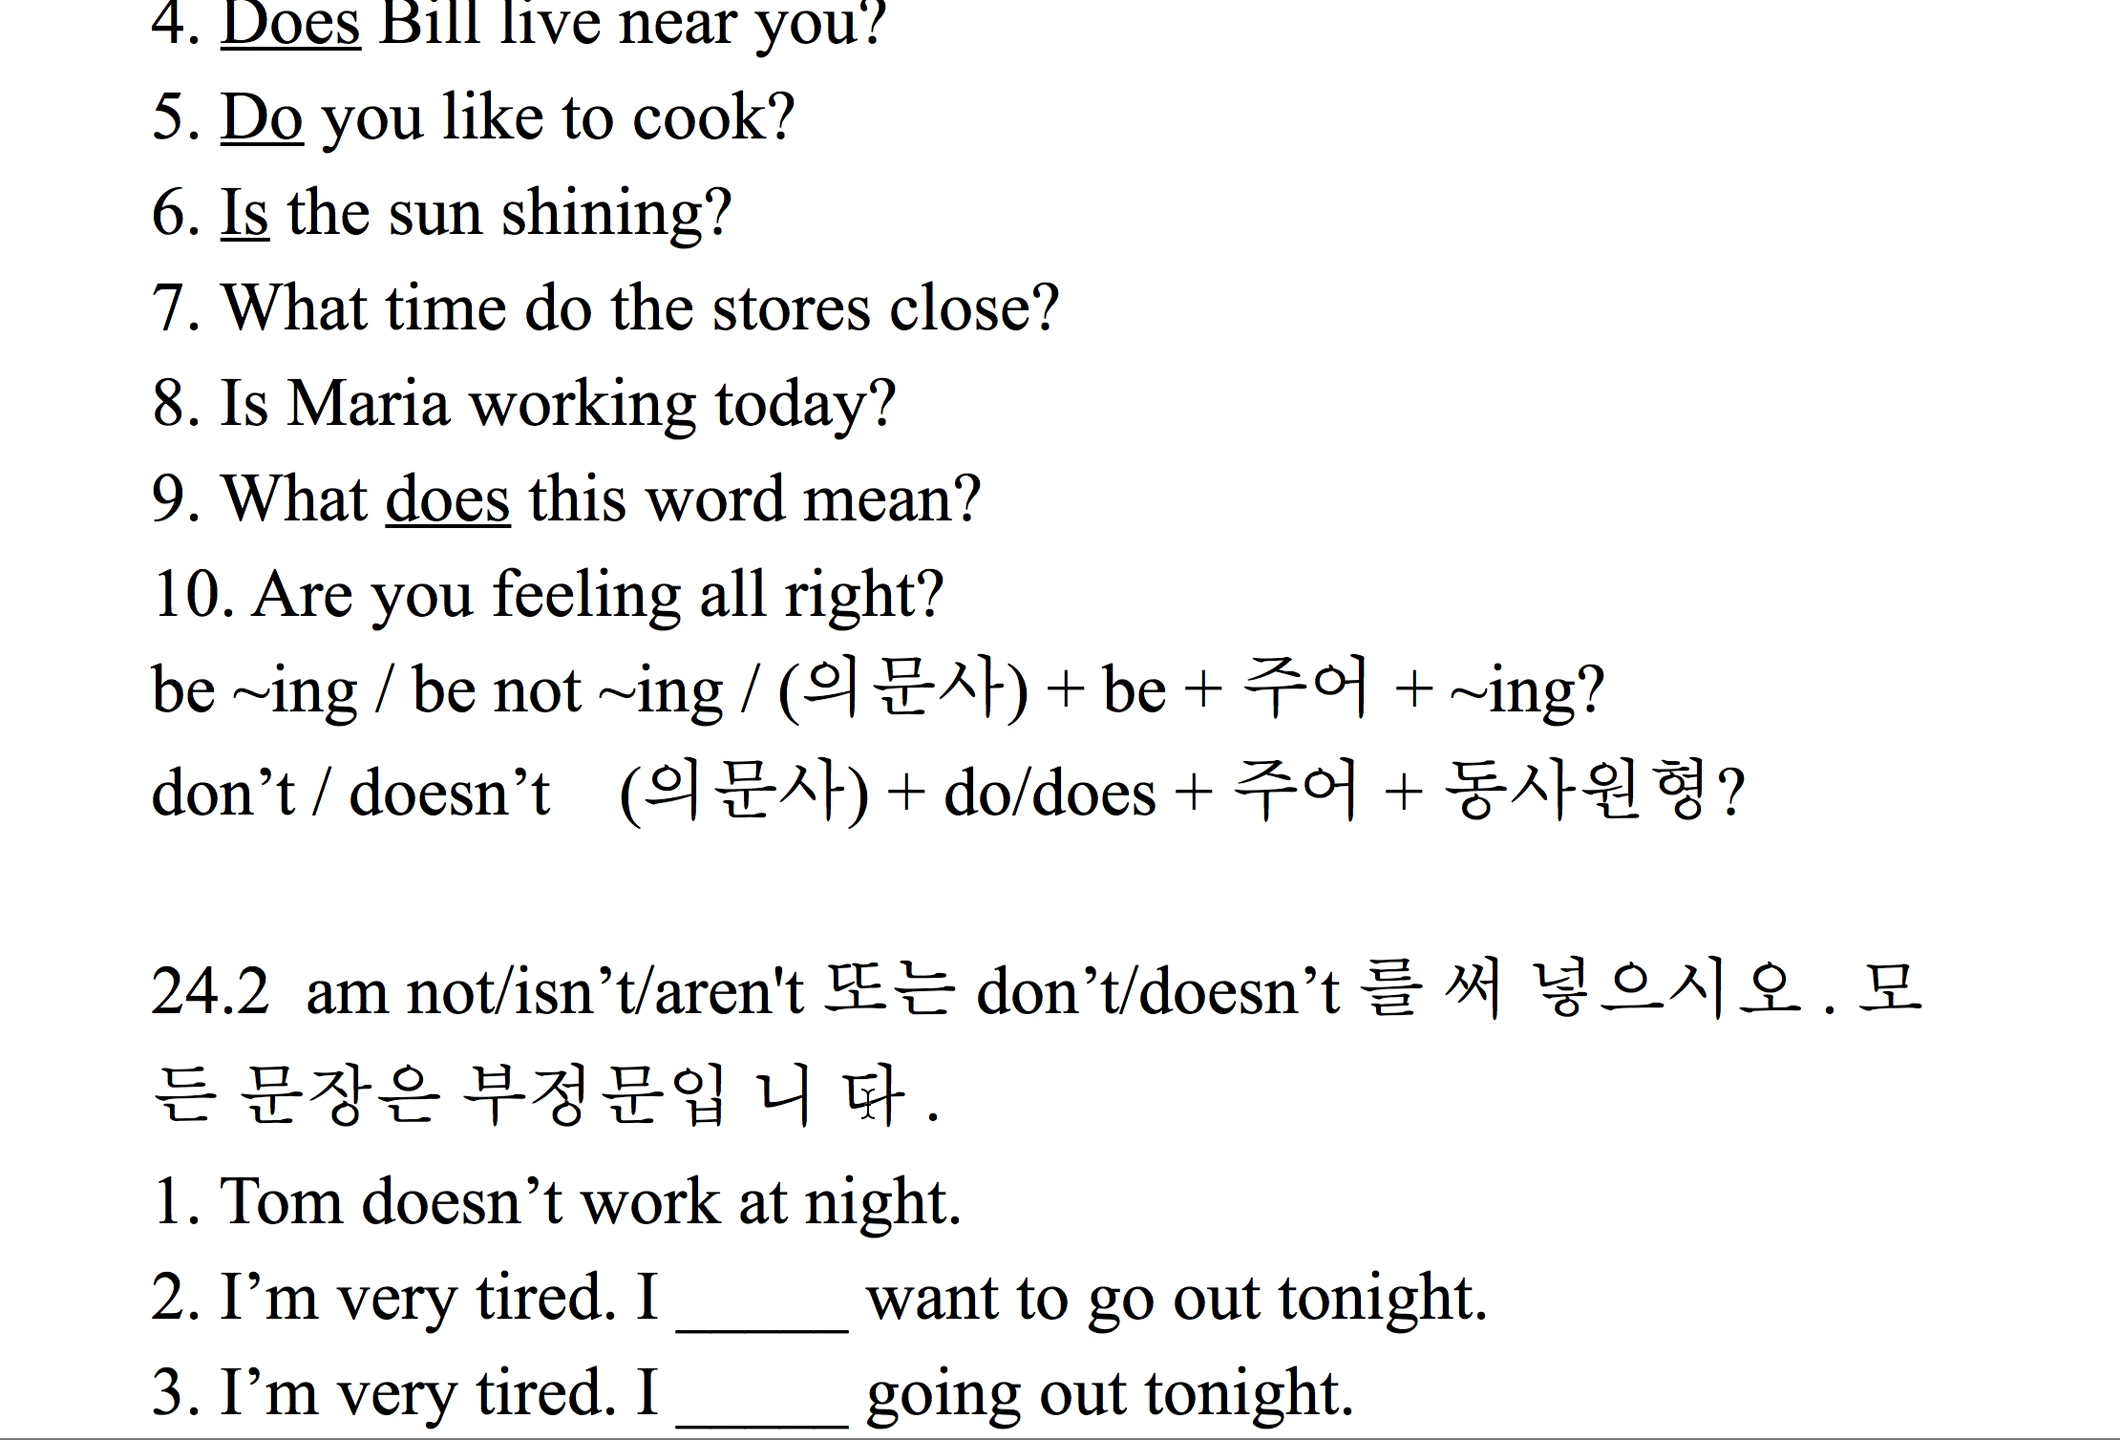 4. Does Bill live near you?
5. Do you like to cook?
6. Is the sun shining?
7. What time do the stores close?
8. Is Maria working today?
9. What does this word mean?
10. Are you feeling all right?
be ~ing / be not ~ing / (의문사) + be + 주어 + ~ing?
don’t / doesn’t (의문사) + do/does + 주어 + 동사원형?
24.2 am not/isn’t/aren't 또는 don’t/doesn’t 를 써 넣으시오 . 모
든 문장은 부정문입 니 다 .
1. Tom doesn’t work at night.
2. I’m very tired. I _____ want to go out tonight.
3. I’m very tired. I _____ going out tonight.